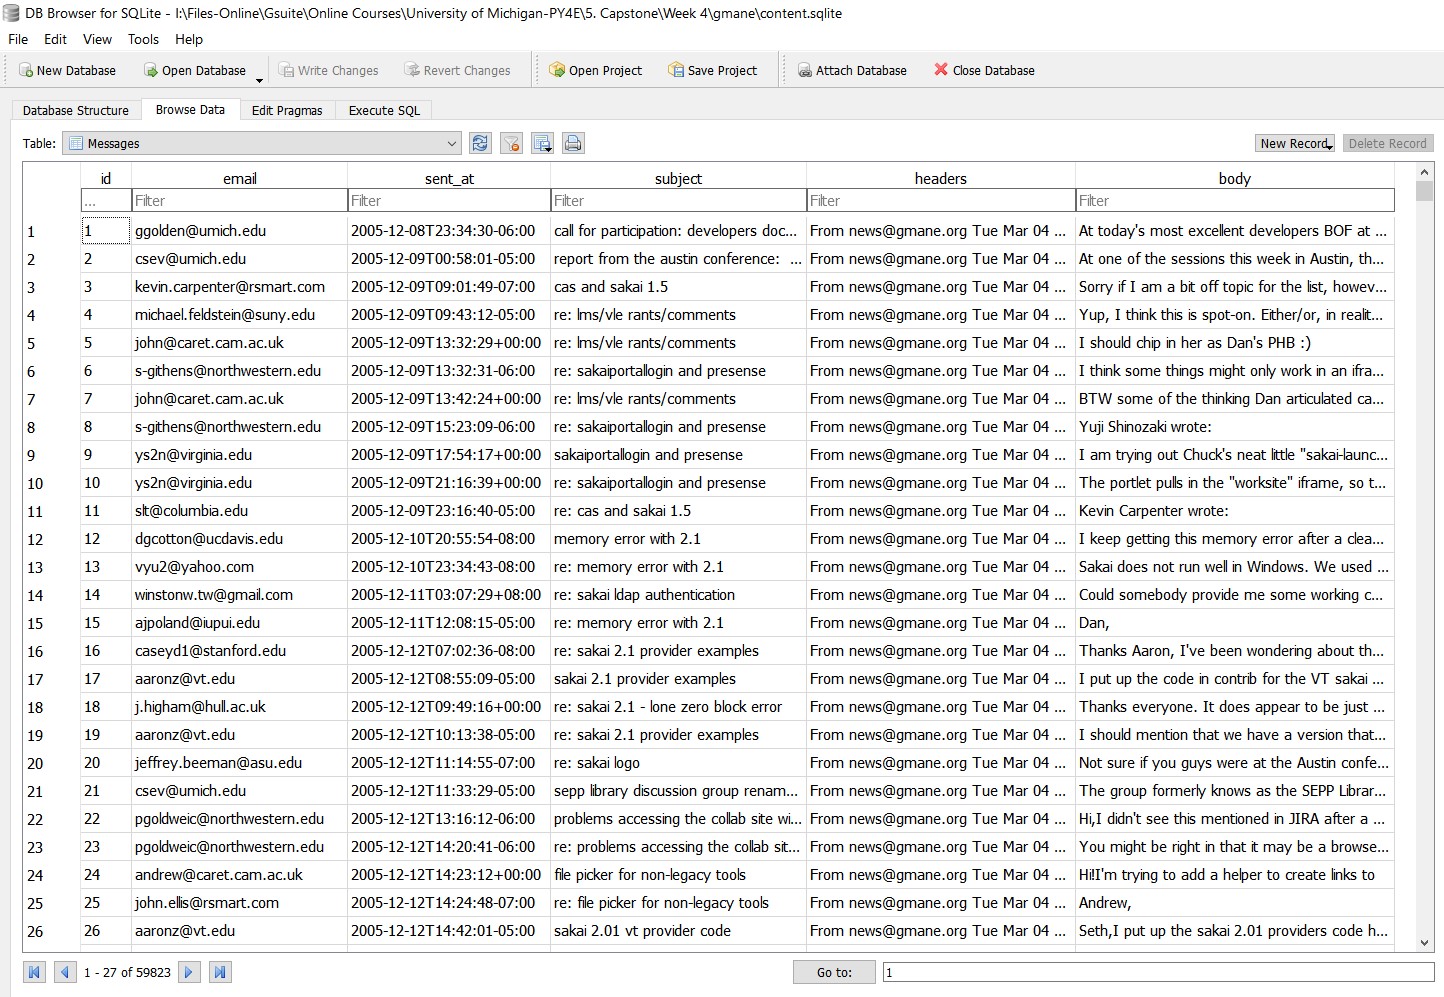 DB Browser for SQLite - I:\Files-Online\Gsuite\Online Courses\University of Michigan-PY4E\5. Capstone\Week 4\gmane\content.sqlite
File Edit View Tools Help
New Database Open Database Write Changes Revert Changes Open Project Save Project Attach Database Close Database
Database Structure Browse Data Edit Pragmas Execute SQL
Table: Messages New Record Delete Record
id email sent_at subject headers body
... Filter Filter Filter Filter Filter
1 1 ggolden@umich.edu 2005-12-08T23:34:30-06:00 call for participation: developers doc... From news@gmane.org Tue Mar 04 ... At today's most excellent developers BOF at ...
2 2 csev@umich.edu 2005-12-09T00:58:01-05:00 report from the austin conference: ... From news@gmane.org Tue Mar 04 ... At one of the sessions this week in Austin, th...
3 3 kevin.carpenter@rsmart.com 2005-12-09T09:01:49-07:00 cas and sakai 1.5 From news@gmane.org Tue Mar 04 ... Sorry if I am a bit off topic for the list, howev...
4 4 michael.feldstein@suny.edu 2005-12-09T09:43:12-05:00 re: lms/vle rants/comments From news@gmane.org Tue Mar 04 ... Yup, I think this is spot-on. Either/or, in realit...
5 5 john@caret.cam.ac.uk 2005-12-09T13:32:29+00:00 re: lms/vle rants/comments From news@gmane.org Tue Mar 04 ... I should chip in her as Dan's PHB :)
6 6 s-githens@northwestern.edu 2005-12-09T13:32:31-06:00 re: sakaiportallogin and presense From news@gmane.org Tue Mar 04 ... I think some things might only work in an ifra...
7 7 john@caret.cam.ac.uk 2005-12-09T13:42:24+00:00 re: lms/vle rants/comments From news@gmane.org Tue Mar 04 ... BTW some of the thinking Dan articulated ca...
8 8 s-githens@northwestern.edu 2005-12-09T15:23:09-06:00 re: sakaiportallogin and presense From news@gmane.org Tue Mar 04 ... Yuji Shinozaki wrote:
9 9 ys2n@virginia.edu 2005-12-09T17:54:17+00:00 sakaiportallogin and presense From news@gmane.org Tue Mar 04 ... I am trying out Chuck's neat little "sakai-launc...
10 10 ys2n@virginia.edu 2005-12-09T21:16:39+00:00 re: sakaiportallogin and presense From news@gmane.org Tue Mar 04 ... The portlet pulls in the "worksite" iframe, so t...
11 11 slt@columbia.edu 2005-12-09T23:16:40-05:00 re: cas and sakai 1.5 From news@gmane.org Tue Mar 04 ... Kevin Carpenter wrote:
12 12 dgcotton@ucdavis.edu 2005-12-10T20:55:54-08:00 memory error with 2.1 From news@gmane.org Tue Mar 04 ... I keep getting this memory error after a clea...
13 13 vyu2@yahoo.com 2005-12-10T23:34:43-08:00 re: memory error with 2.1 From news@gmane.org Tue Mar 04 ... Sakai does not run well in Windows. We used ...
14 14 winstonw.tw@gmail.com 2005-12-11T03:07:29+08:00 re: sakai ldap authentication From news@gmane.org Tue Mar 04 ... Could somebody provide me some working c...
15 15 ajpoland@iupui.edu 2005-12-11T12:08:15-05:00 re: memory error with 2.1 From news@gmane.org Tue Mar 04 ... Dan,
16 16 caseyd1@stanford.edu 2005-12-12T07:02:36-08:00 re: sakai 2.1 provider examples From news@gmane.org Tue Mar 04 ... Thanks Aaron, I've been wondering about th...
17 17 aaronz@vt.edu 2005-12-12T08:55:09-05:00 sakai 2.1 provider examples From news@gmane.org Tue Mar 04 ... I put up the code in contrib for the VT sakai ...
18 18 j.higham@hull.ac.uk 2005-12-12T09:49:16+00:00 re: sakai 2.1 - lone zero block error From news@gmane.org Tue Mar 04 ... Thanks everyone. It does appear to be just ...
19 19 aaronz@vt.edu 2005-12-12T10:13:38-05:00 re: sakai 2.1 provider examples From news@gmane.org Tue Mar 04 ... I should mention that we have a version that...
20 20 jeffrey.beeman@asu.edu 2005-12-12T11:14:55-07:00 re: sakai logo From news@gmane.org Tue Mar 04 ... Not sure if you guys were at the Austin confe...
21 21 csev@umich.edu 2005-12-12T11:33:29-05:00 sepp library discussion group renam... From news@gmane.org Tue Mar 04 ... The group formerly knows as the SEPP Librar...
22 22 pgoldweic@northwestern.edu 2005-12-12T13:16:12-06:00 problems accessing the collab site wi... From news@gmane.org Tue Mar 04 ... Hi,I didn't see this mentioned in JIRA after a ...
23 23 pgoldweic@northwestern.edu 2005-12-12T14:20:41-06:00 re: problems accessing the collab sit... From news@gmane.org Tue Mar 04 ... You might be right in that it may be a browse...
24 24 andrew@caret.cam.ac.uk 2005-12-12T14:23:12+00:00 file picker for non-legacy tools From news@gmane.org Tue Mar 04 ... Hi!I'm trying to add a helper to create links to
25 25 john.ellis@rsmart.com 2005-12-12T14:24:48-07:00 re: file picker for non-legacy tools From news@gmane.org Tue Mar 04 ... Andrew,
26 26 aaronz@vt.edu 2005-12-12T14:42:01-05:00 sakai 2.01 vt provider code From news@gmane.org Tue Mar 04 ... Seth,I put up the sakai 2.01 providers code h...
1 - 27 of 59823 Go to: 1